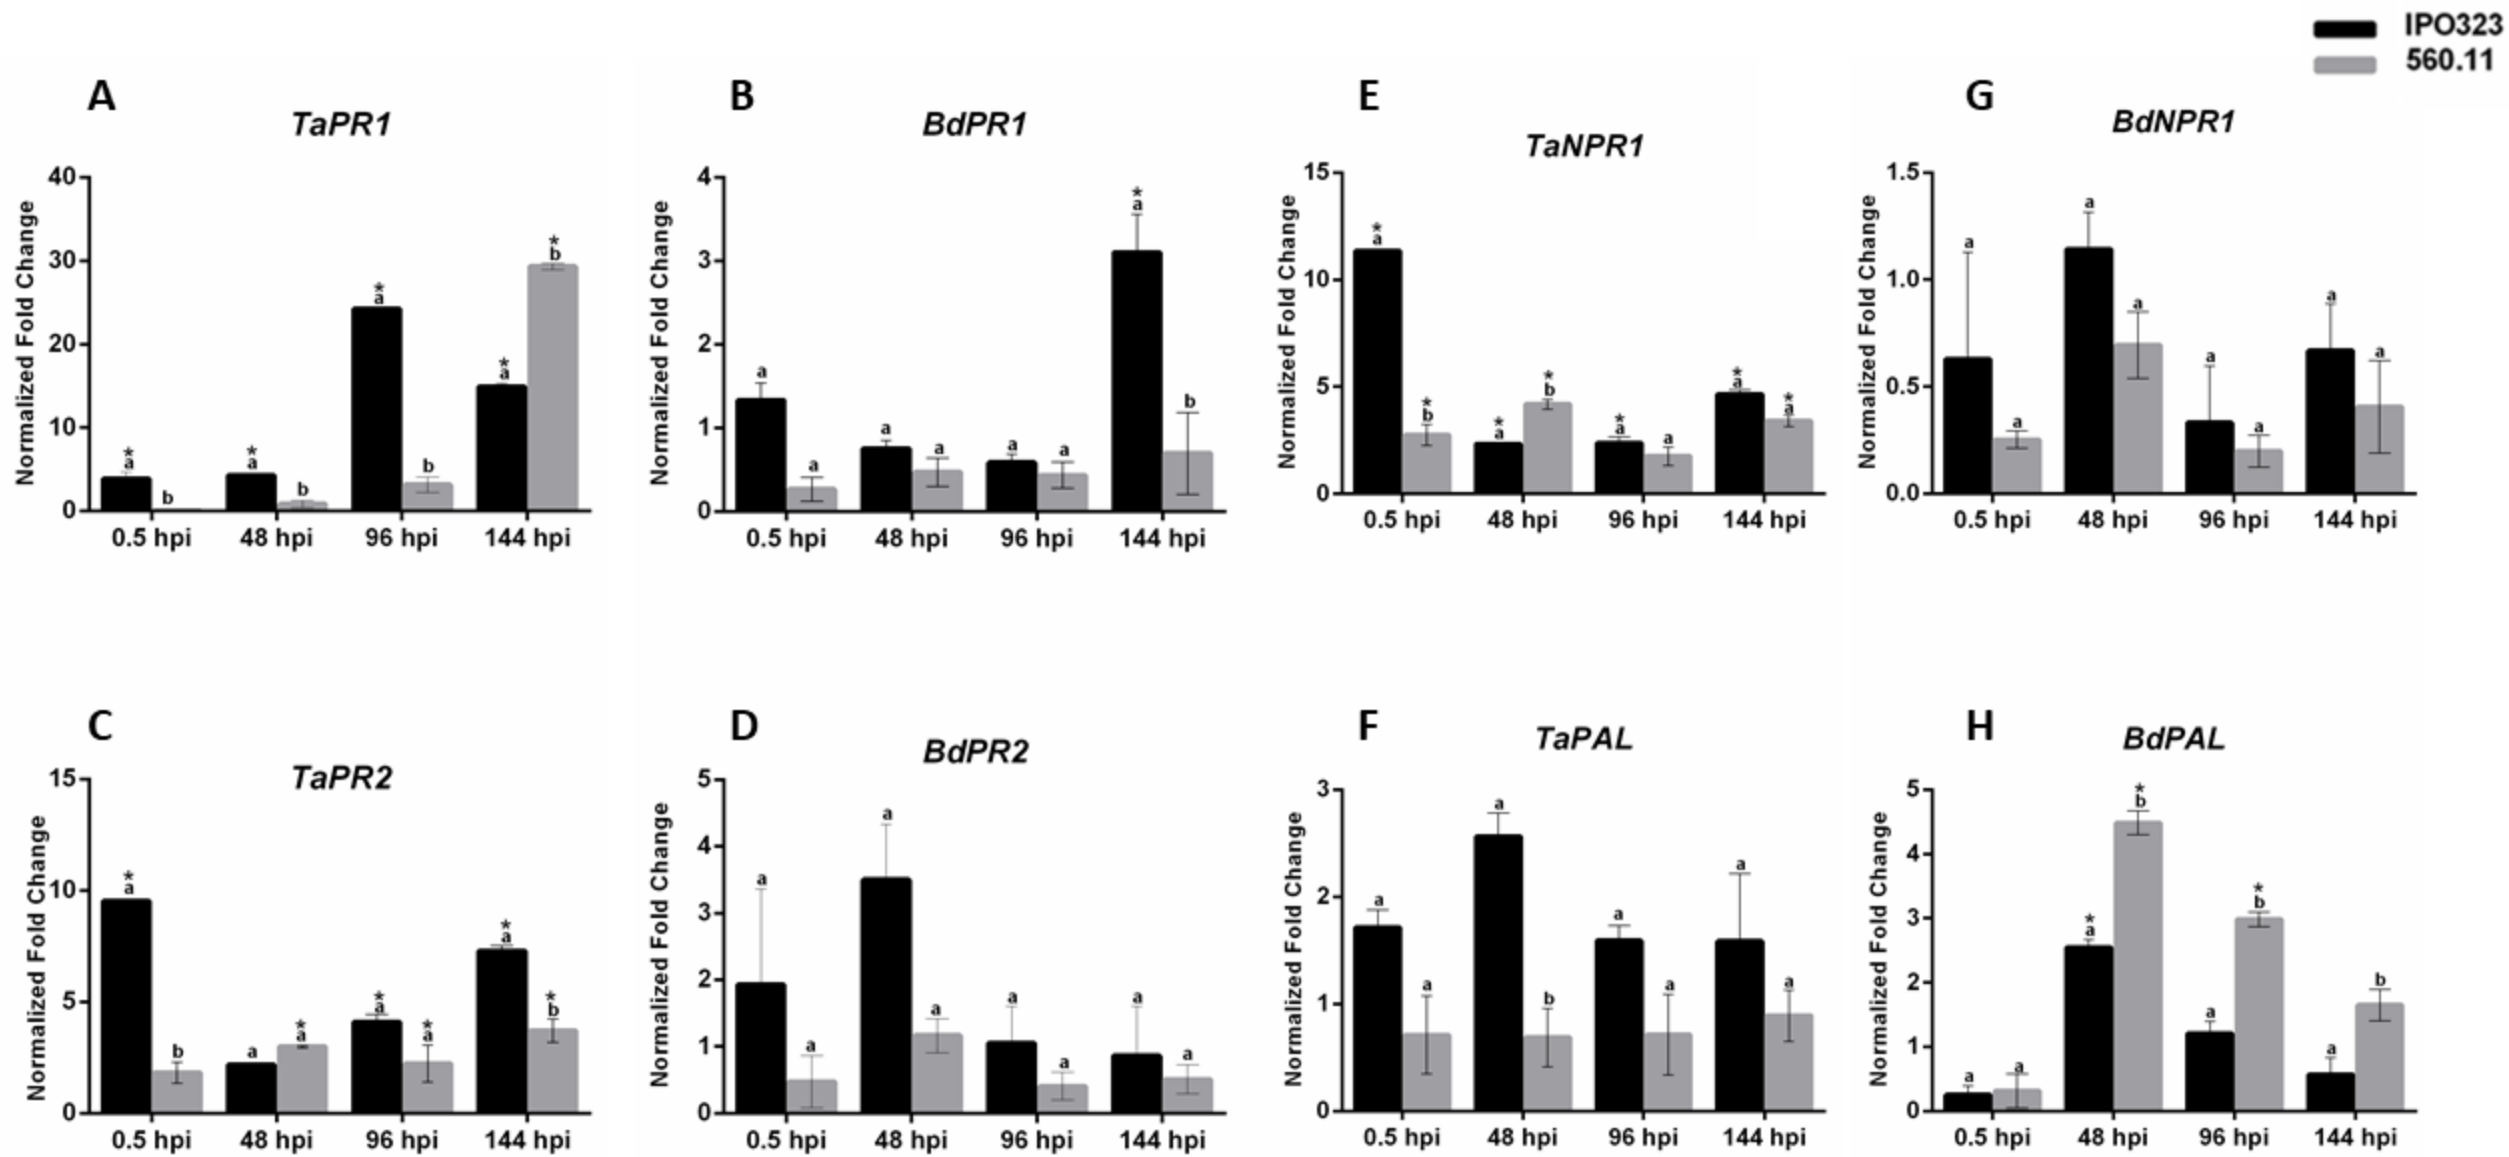 IPO323
560.11
A
TaPR1
Normalized Fold Change
40
30
20
10
0
* a
b
* a
b
* a
b
* a
* b
0.5 hpi 48 hpi 96 hpi 144 hpi
B
BdPR1
Normalized Fold Change
4
3
2
1
0
a
a
a
a
a
a
* a
b
0.5 hpi 48 hpi 96 hpi 144 hpi
E
TaNPR1
Normalized Fold Change
15
10
5
0
* a
* b
* a
* b
* a
a
* a
* a
0.5 hpi 48 hpi 96 hpi 144 hpi
G
BdNPR1
Normalized Fold Change
1.5
1.0
0.5
0.0
a
a
a
a
a
a
a
a
0.5 hpi 48 hpi 96 hpi 144 hpi
C
TaPR2
Normalized Fold Change
15
10
5
0
* a
b
a
* a
* a
* a
* a
* b
0.5 hpi 48 hpi 96 hpi 144 hpi
D
BdPR2
Normalized Fold Change
5
4
3
2
1
0
a
a
a
a
a
a
a
a
0.5 hpi 48 hpi 96 hpi 144 hpi
F
TaPAL
Normalized Fold Change
3
2
1
0
a
a
a
b
a
a
a
a
0.5 hpi 48 hpi 96 hpi 144 hpi
H
BdPAL
Normalized Fold Change
5
4
3
2
1
0
a
a
* a
* b
a
* b
a
b
0.5 hpi 48 hpi 96 hpi 144 hpi